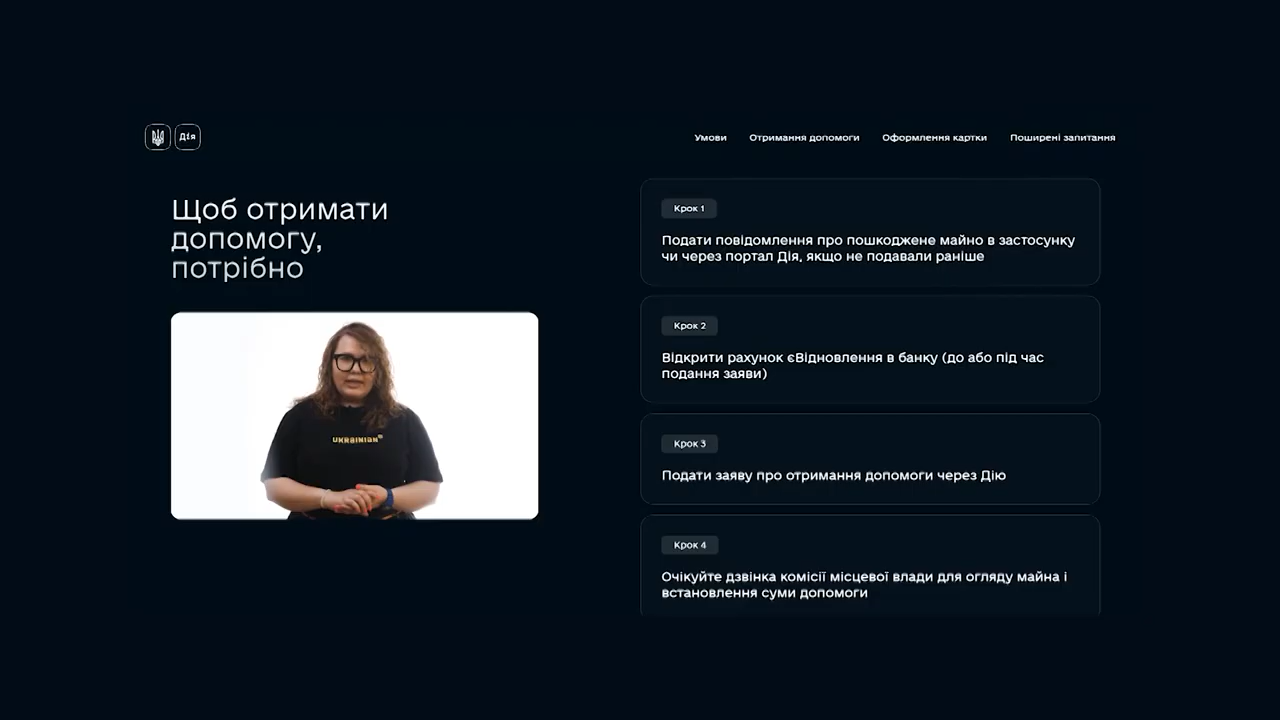 Дія
Умови
Отримання допомоги
Оформлення картки
Поширені запитання
Щоб отримати
допомогу,
потрібно
UKRAINIAN
Крок 1
Подати повідомлення про пошкоджене майно в застосунку
чи через портал Дія, якщо не подавали раніше
Крок 2
Відкрити рахунок єВідновлення в банку (до або під час
подання заяви)
Крок 3
Подати заяву про отримання допомоги через Дію
Крок 4
Очікуйте дзвінка комісії місцевої влади для огляду майна і
встановлення суми допомоги